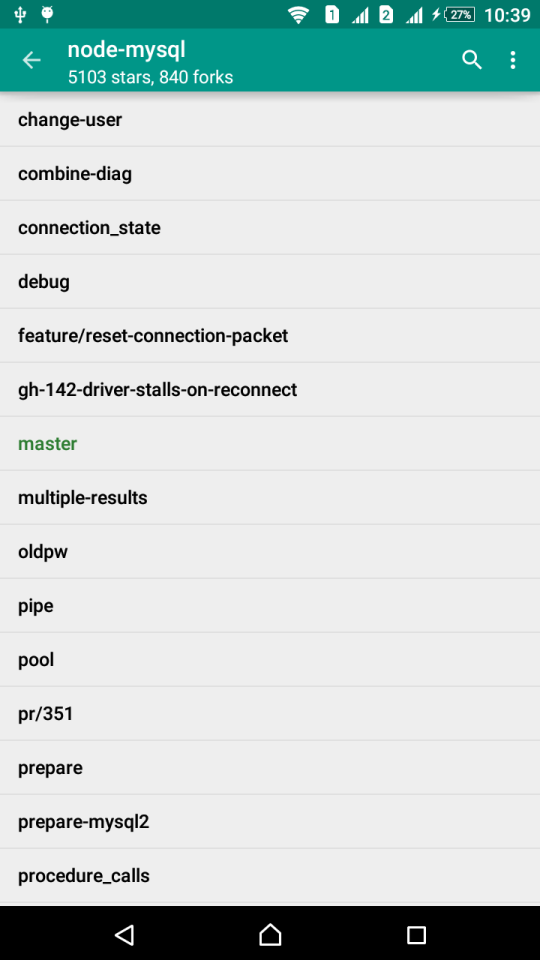 1 2 27% 10:39
node-mysql
5103 stars, 840 forks
change-user
combine-diag
connection_state
debug
feature/reset-connection-packet
gh-142-driver-stalls-on-reconnect
master
multiple-results
oldpw
pipe
pool
pr/351
prepare
prepare-mysql2
procedure_calls